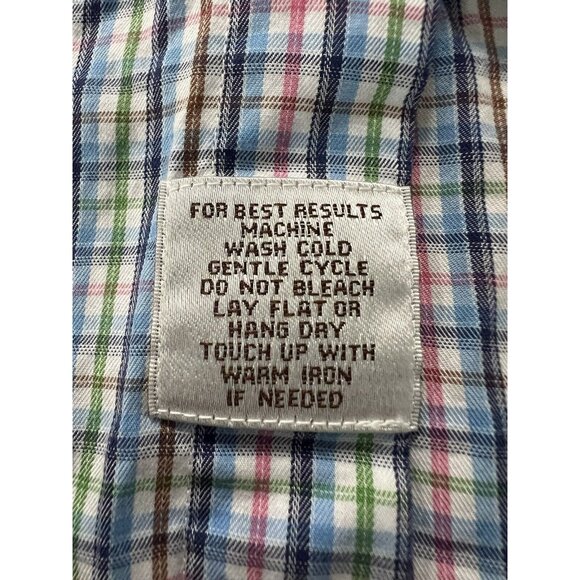 FOR BEST RESULTS
MACHINE
WASH COLD
GENTLE CYCLE
DO NOT BLEACH
LAY FLAT OR
HANG DRY
TOUCH UP WITH
WARM IRON
IF NEEDED